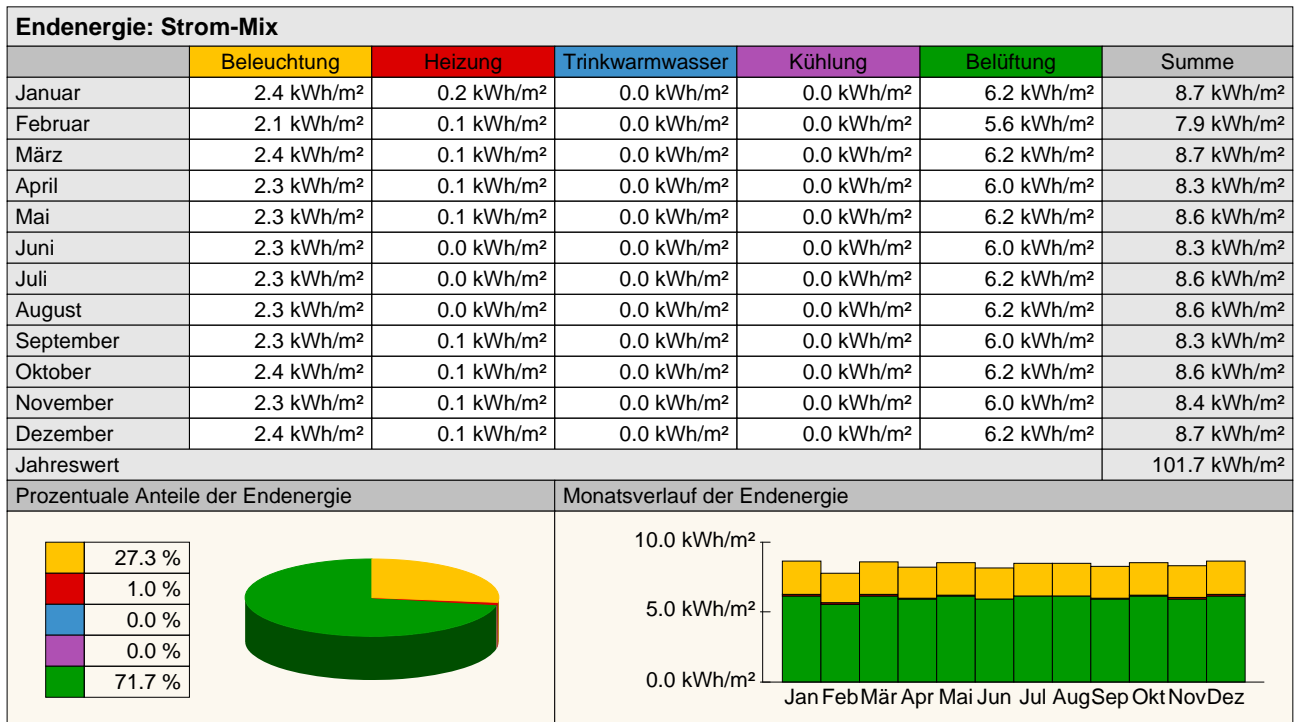 Endenergie: Strom-Mix
Beleuchtung Heizung Trinkwarmwasser Kühlung Belüftung Summe
Januar 2.4 kWh/m² 0.2 kWh/m² 0.0 kWh/m² 0.0 kWh/m² 6.2 kWh/m² 8.7 kWh/m²
Februar 2.1 kWh/m² 0.1 kWh/m² 0.0 kWh/m² 0.0 kWh/m² 5.6 kWh/m² 7.9 kWh/m²
März 2.4 kWh/m² 0.1 kWh/m² 0.0 kWh/m² 0.0 kWh/m² 6.2 kWh/m² 8.7 kWh/m²
April 2.3 kWh/m² 0.1 kWh/m² 0.0 kWh/m² 0.0 kWh/m² 6.0 kWh/m² 8.3 kWh/m²
Mai 2.3 kWh/m² 0.1 kWh/m² 0.0 kWh/m² 0.0 kWh/m² 6.2 kWh/m² 8.6 kWh/m²
Juni 2.3 kWh/m² 0.0 kWh/m² 0.0 kWh/m² 0.0 kWh/m² 6.0 kWh/m² 8.3 kWh/m²
Juli 2.3 kWh/m² 0.0 kWh/m² 0.0 kWh/m² 0.0 kWh/m² 6.2 kWh/m² 8.6 kWh/m²
August 2.3 kWh/m² 0.0 kWh/m² 0.0 kWh/m² 0.0 kWh/m² 6.2 kWh/m² 8.6 kWh/m²
September 2.3 kWh/m² 0.1 kWh/m² 0.0 kWh/m² 0.0 kWh/m² 6.0 kWh/m² 8.3 kWh/m²
Oktober 2.4 kWh/m² 0.1 kWh/m² 0.0 kWh/m² 0.0 kWh/m² 6.2 kWh/m² 8.6 kWh/m²
November 2.3 kWh/m² 0.1 kWh/m² 0.0 kWh/m² 0.0 kWh/m² 6.0 kWh/m² 8.4 kWh/m²
Dezember 2.4 kWh/m² 0.1 kWh/m² 0.0 kWh/m² 0.0 kWh/m² 6.2 kWh/m² 8.7 kWh/m²
Jahreswert 101.7 kWh/m²
Prozentuale Anteile der Endenergie
27.3 %
1.0 %
0.0 %
0.0 %
71.7 %
Monatsverlauf der Endenergie
10.0 kWh/m²
5.0 kWh/m²
0.0 kWh/m²
Jan Feb Mär Apr Mai Jun Jul Aug Sep Okt Nov Dez